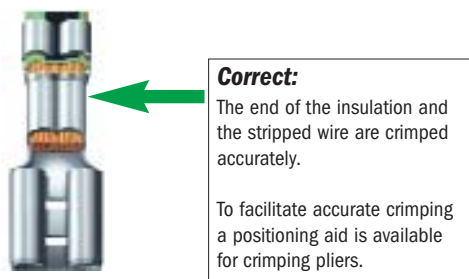 Correct:
The end of the insulation and
the stripped wire are crimped
accurately.
To facilitate accurate crimping
a positioning aid is available
for crimping pliers.